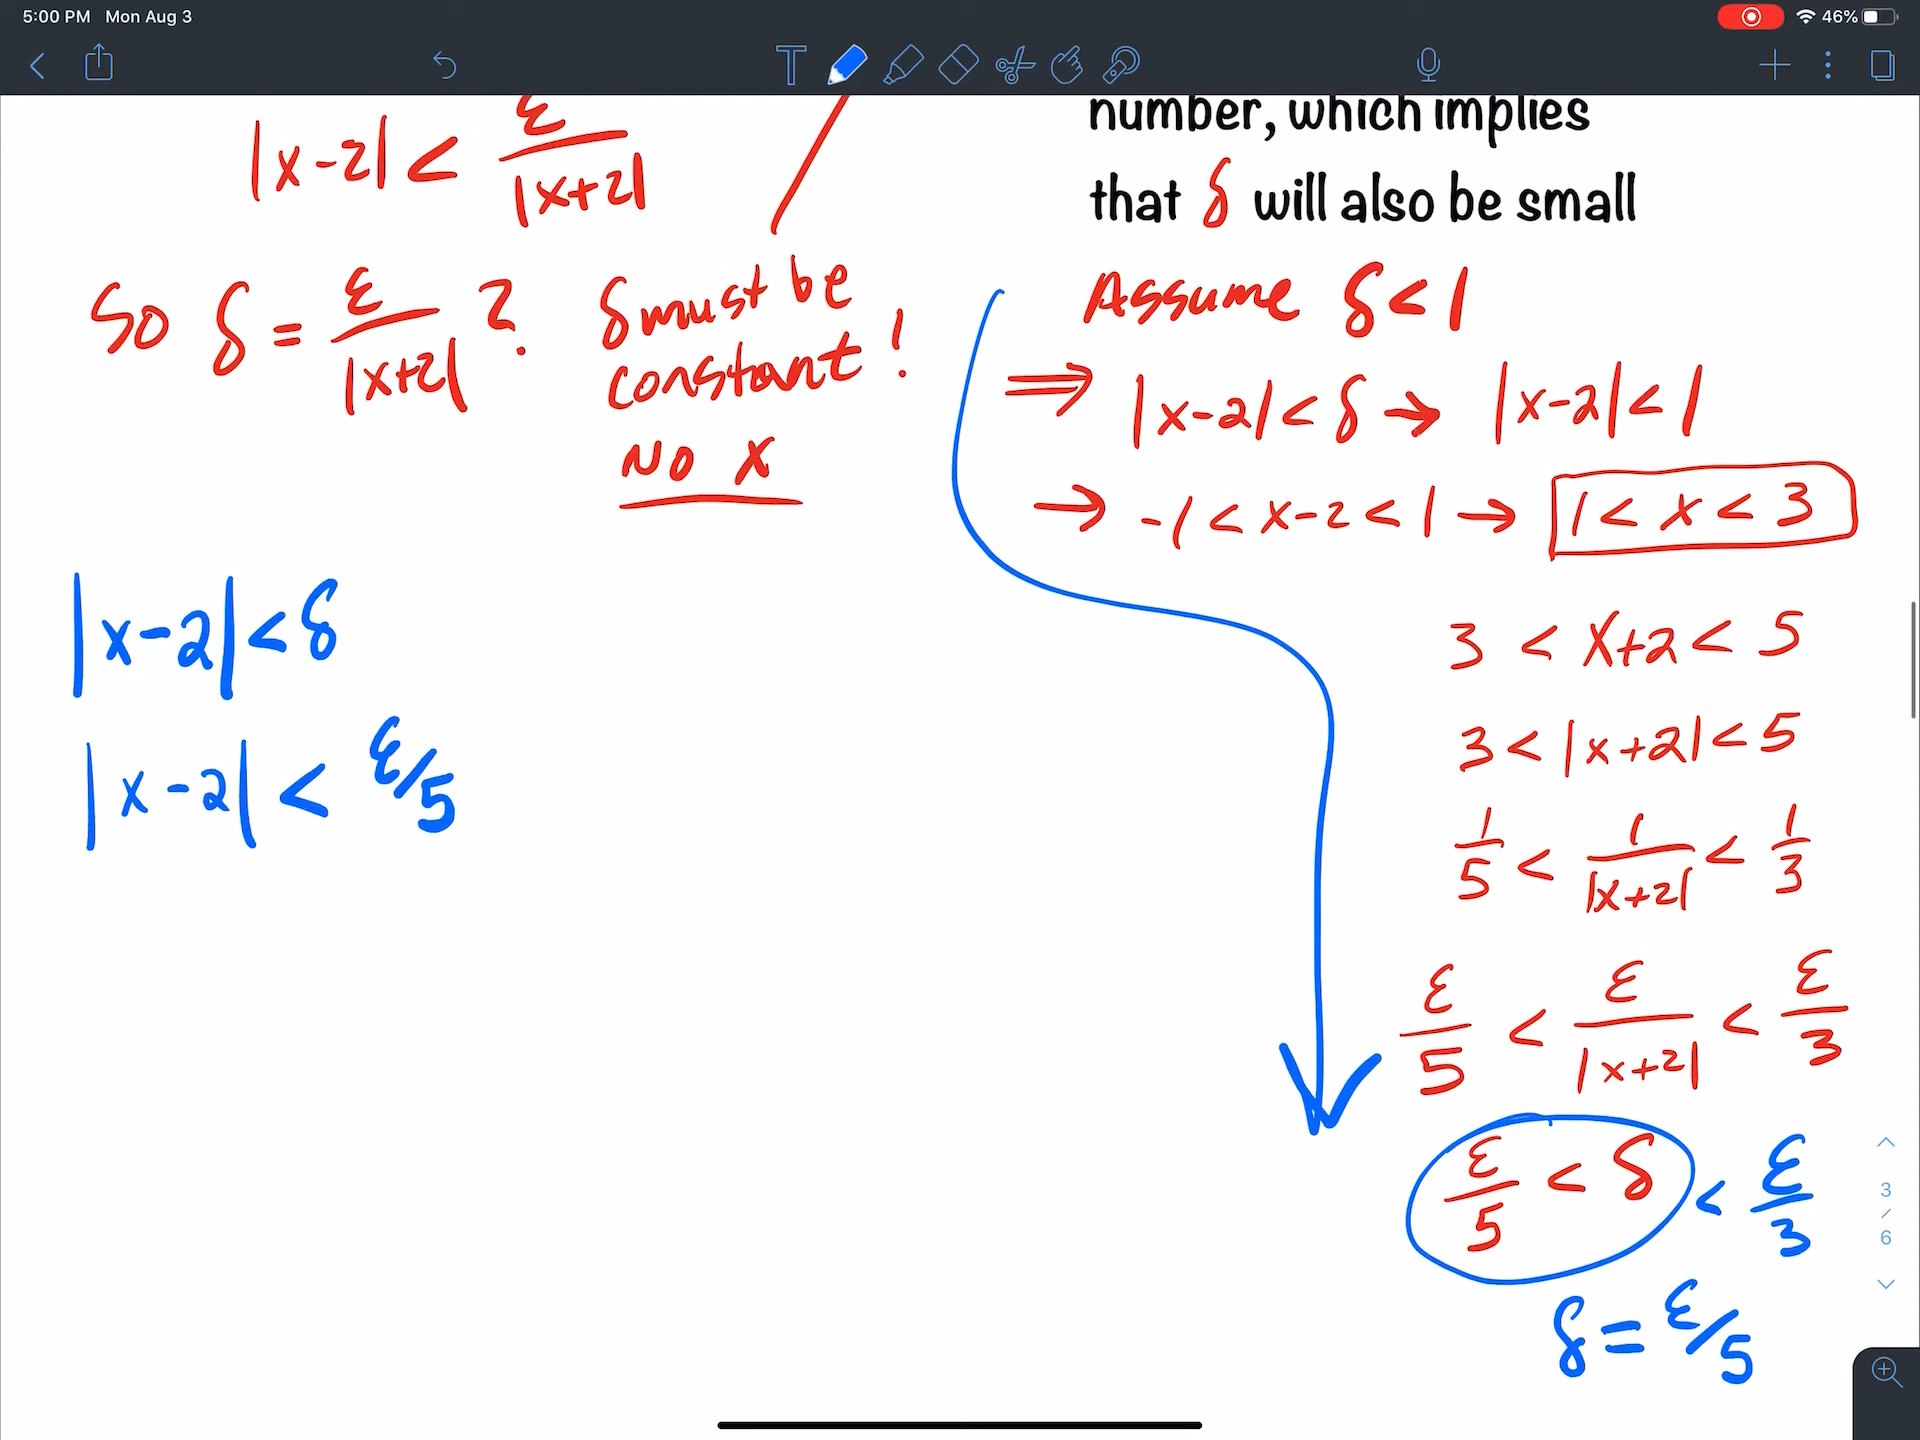 5:00 PM Mon Aug 3
46%
|x-2| < ε/|x+2|
So δ = ε/|x+2| ?
δ must be
constant!
NO X
|x-2| < δ
|x-2| < ε/5
number, which implies
that δ will also be small
Assume δ < 1
⇒ |x-2| < δ → |x-2| < 1
→ -1 < x-2 < 1 → 1 < x < 3
3 < x+2 < 5
3 < |x+2| < 5
1/5 < 1/|x+2| < 1/3
ε/5 < ε/|x+2| < ε/3
ε/5 < δ < ε/3
δ = ε/5
3
/
6